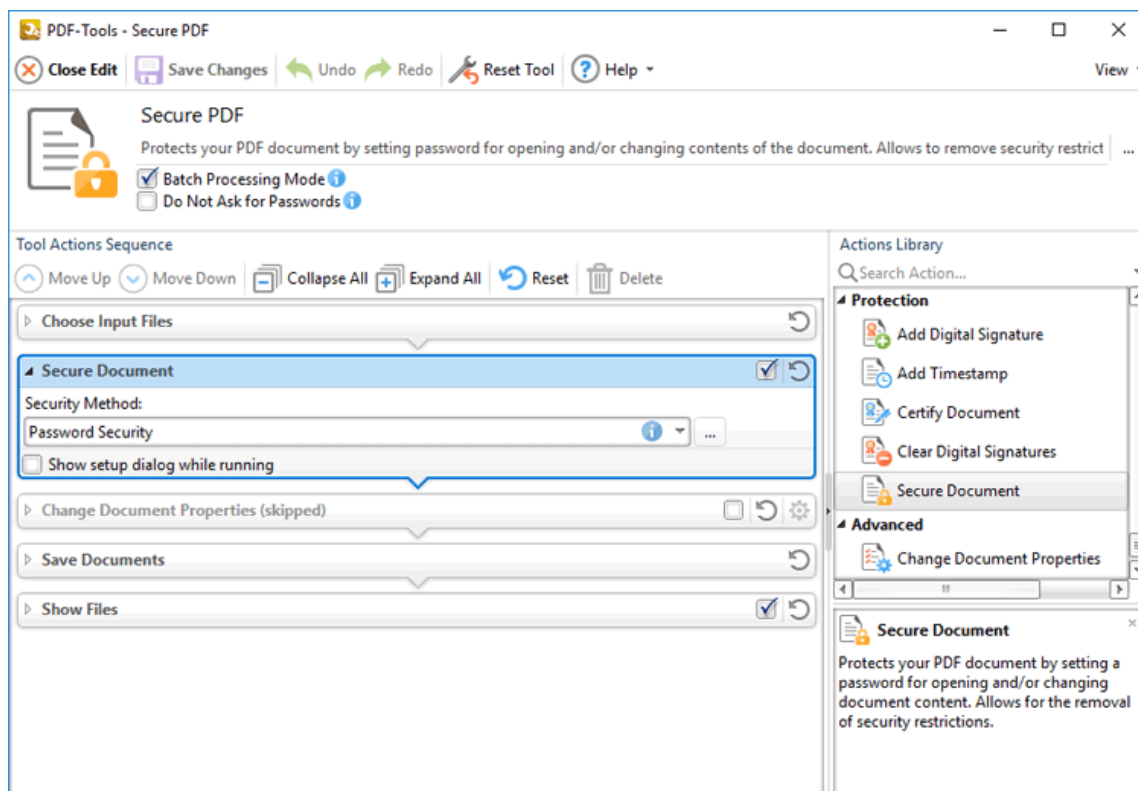 PDF-Tools - Secure PDF
Close Edit Save Changes Undo Redo Reset Tool Help View
Secure PDF
Protects your PDF document by setting password for opening and/or changing contents of the document. Allows to remove security restrict ...
Batch Processing Mode
Do Not Ask for Passwords
Tool Actions Sequence
Move Up Move Down Collapse All Expand All Reset Delete
Choose Input Files
Secure Document
Security Method:
Password Security ...
Show setup dialog while running
Change Document Properties (skipped)
Save Documents
Show Files
Actions Library
Search Action...
Protection
Add Digital Signature
Add Timestamp
Certify Document
Clear Digital Signatures
Secure Document
Advanced
Change Document Properties
Secure Document
Protects your PDF document by setting a
password for opening and/or changing
document content. Allows for the removal
of security restrictions.